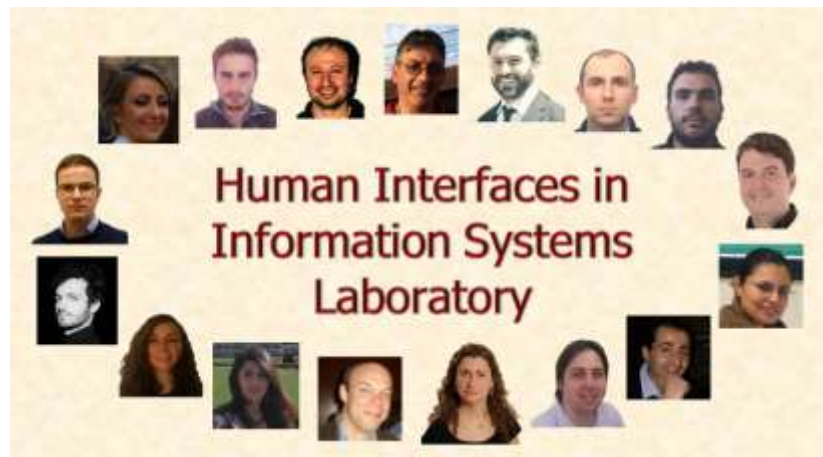 Human Interfaces in
Information Systems
Laboratory